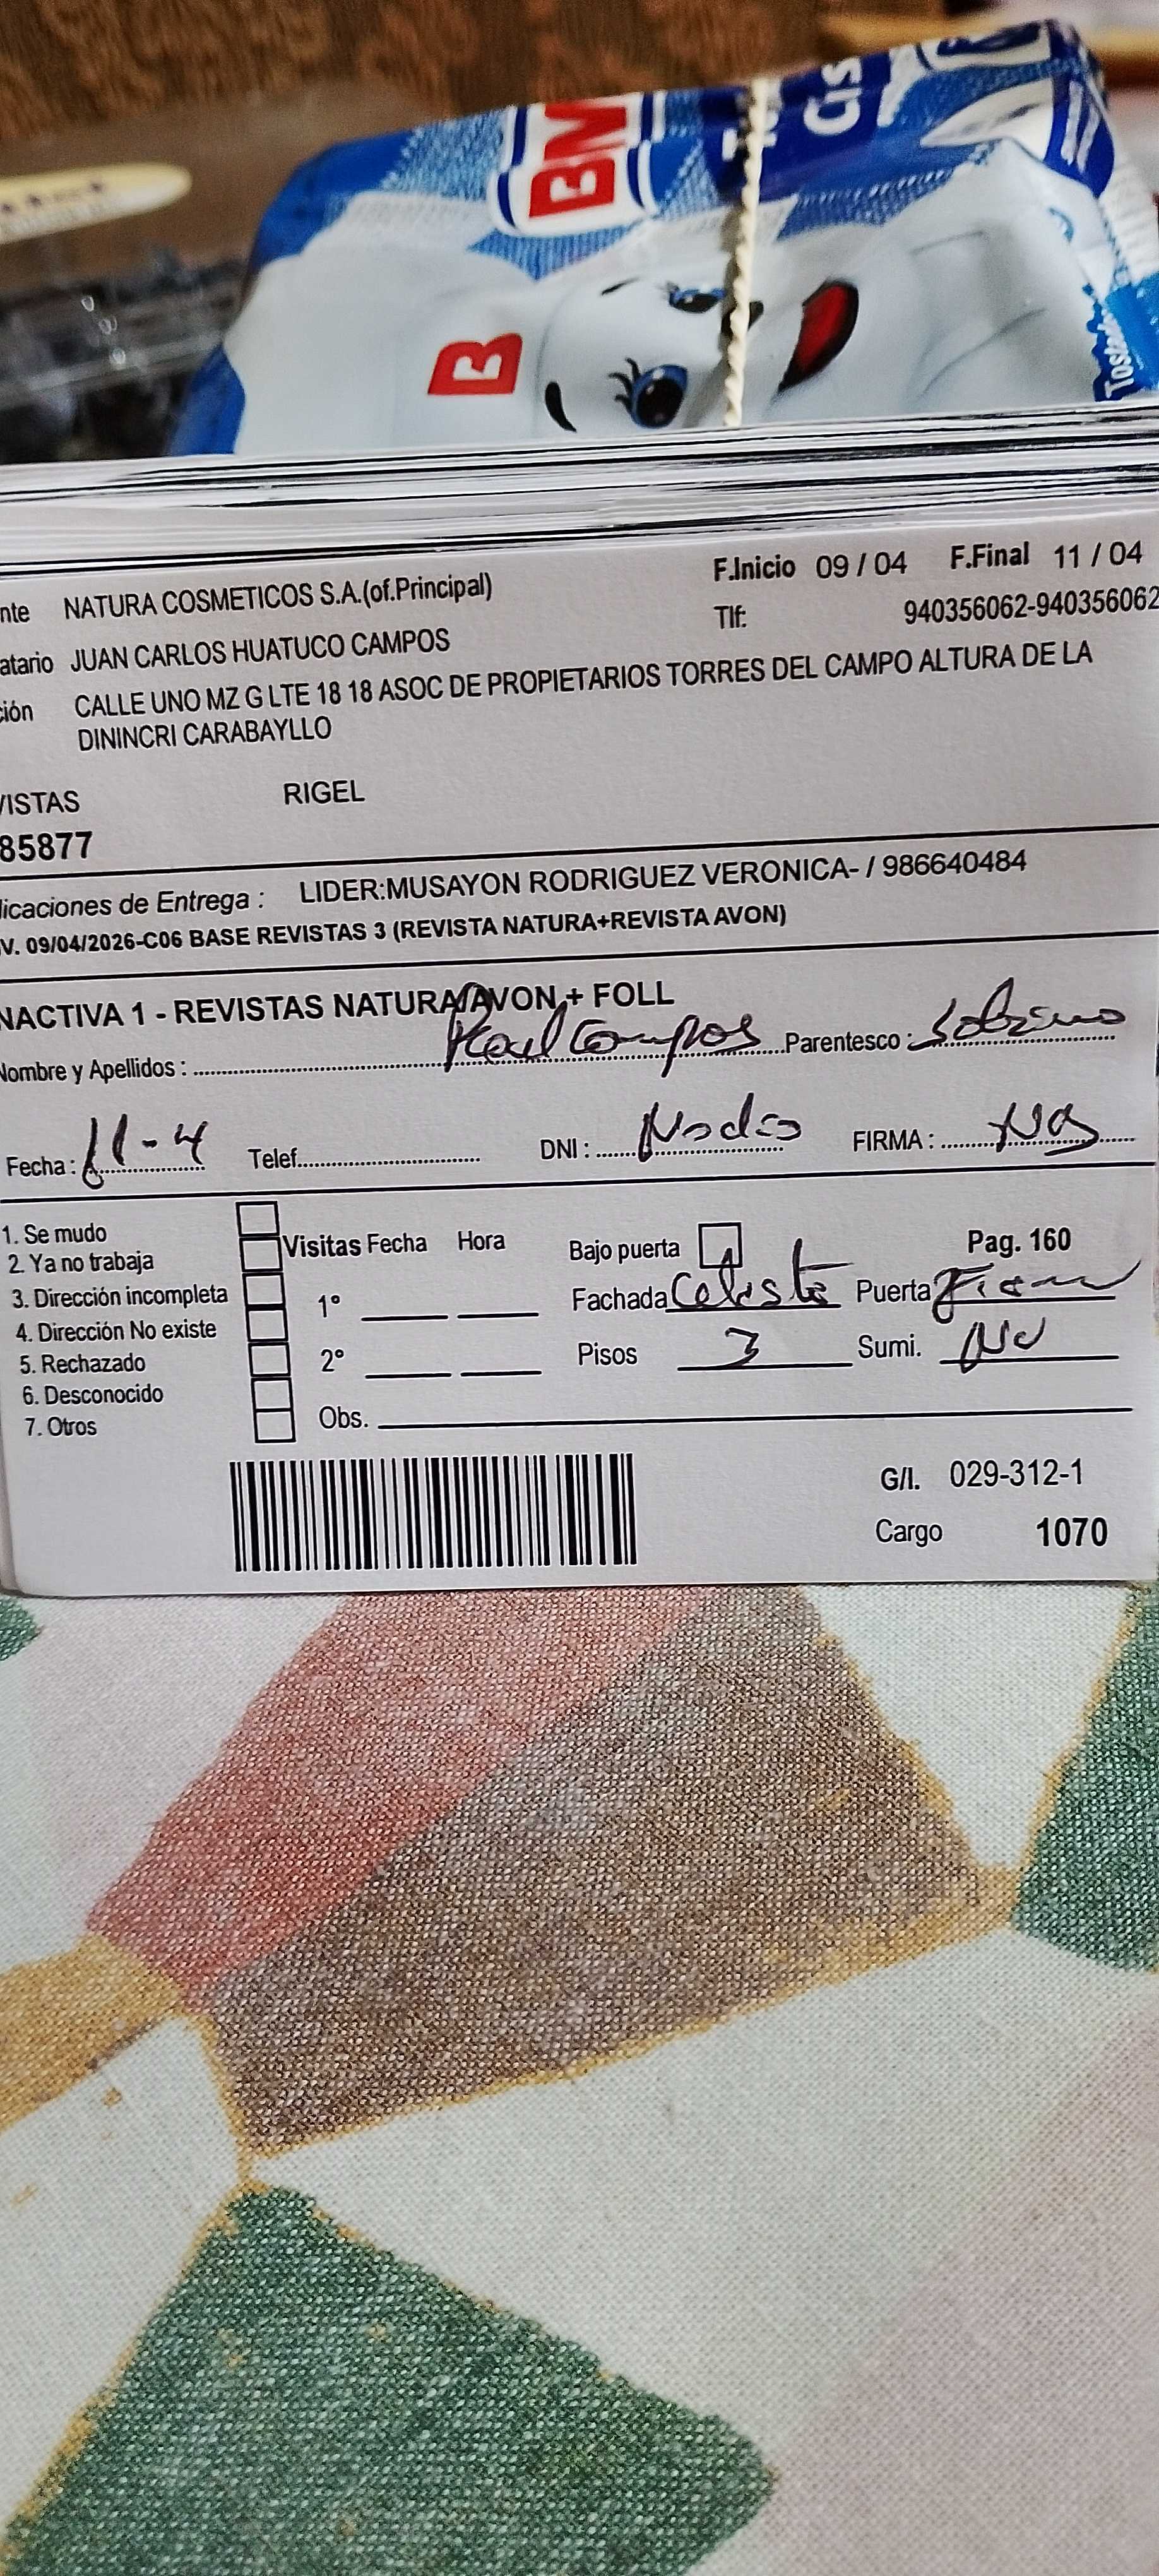 BM
Cis
B
Tostado
nte NATURA COSMETICOS S.A.(of.Principal) F.Inicio 09 / 04 F.Final 11 / 04
Tlf: 940356062-940356062
atario JUAN CARLOS HUATUCO CAMPOS
ción CALLE UNO MZ G LTE 18 18 ASOC DE PROPIETARIOS TORRES DEL CAMPO ALTURA DE LA
DININCRI CARABAYLLO
VISTAS RIGEL
85877
licaciones de Entrega : LIDER:MUSAYON RODRIGUEZ VERONICA- / 986640484
V. 09/04/2026-C06 BASE REVISTAS 3 (REVISTA NATURA+REVISTA AVON)
NACTIVA 1 - REVISTAS NATURA/AVON + FOLL
Nombre y Apellidos : Campos Parentesco : Sobrino
Fecha : 11-4 Telef. DNI : FIRMA :
1. Se mudo
2. Ya no trabaja
3. Dirección incompleta
4. Dirección No existe
5. Rechazado
6. Desconocido
7. Otros
Visitas Fecha Hora
1°
2°
Obs.
Bajo puerta Pag. 160
Fachada Celeste Puerta
Pisos 3 Sumi. No
G/I. 029-312-1
Cargo 1070